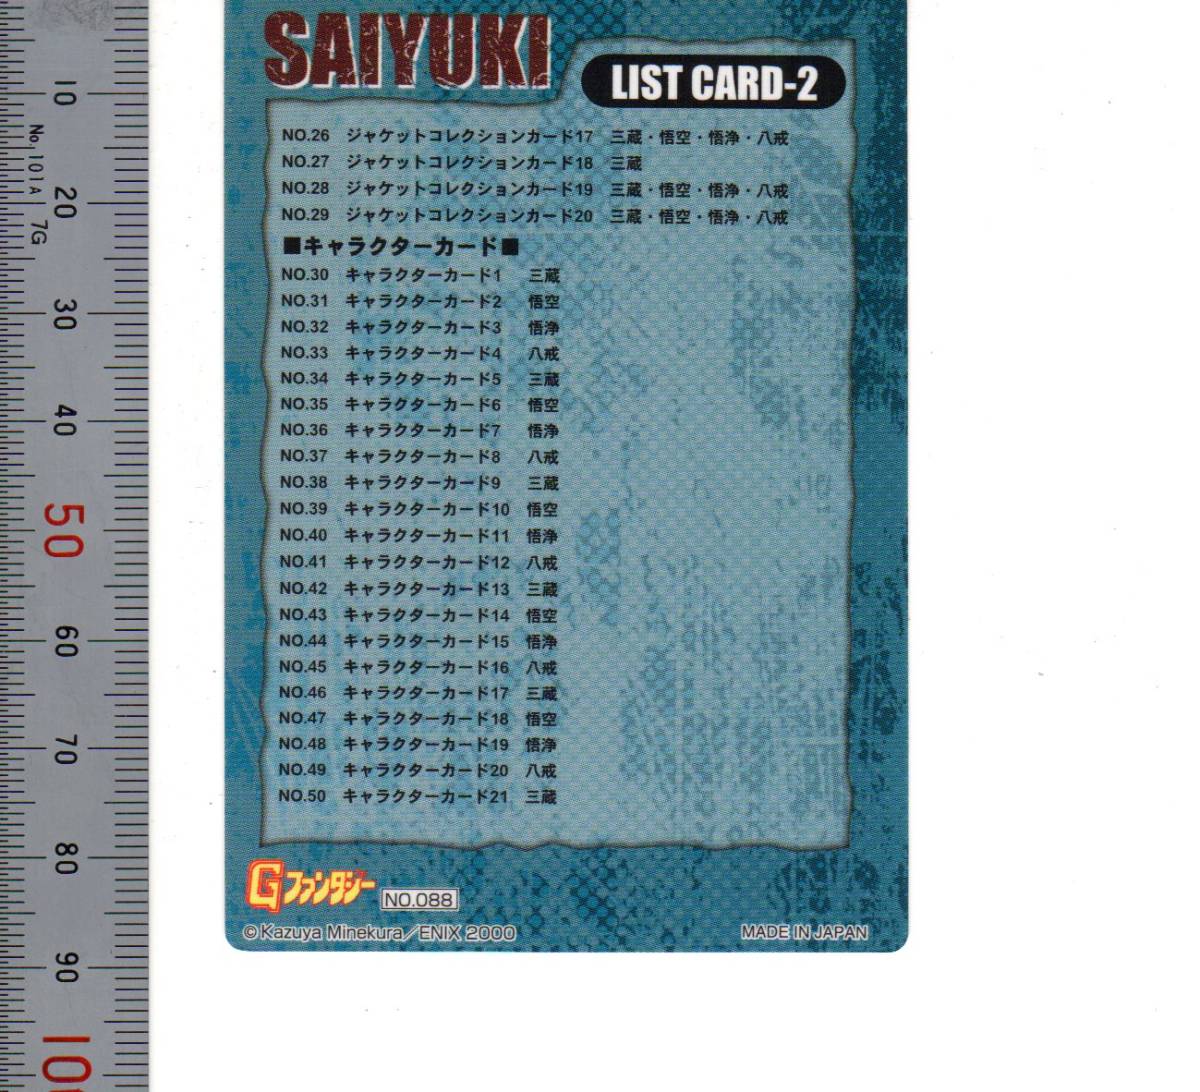 SAIYUKI
LIST CARD-2
NO.26 ジャケットコレクションカード17 三蔵・悟空・悟浄・八戒
NO.27 ジャケットコレクションカード18 三蔵
NO.28 ジャケットコレクションカード19 三蔵・悟空・悟浄・八戒
NO.29 ジャケットコレクションカード20 三蔵・悟空・悟浄・八戒
■キャラクターカード■
NO.30 キャラクターカード1 三蔵
NO.31 キャラクターカード2 悟空
NO.32 キャラクターカード3 悟浄
NO.33 キャラクターカード4 八戒
NO.34 キャラクターカード5 三蔵
NO.35 キャラクターカード6 悟空
NO.36 キャラクターカード7 悟浄
NO.37 キャラクターカード8 八戒
NO.38 キャラクターカード9 三蔵
NO.39 キャラクターカード10 悟空
NO.40 キャラクターカード11 悟浄
NO.41 キャラクターカード12 八戒
NO.42 キャラクターカード13 三蔵
NO.43 キャラクターカード14 悟空
NO.44 キャラクターカード15 悟浄
NO.45 キャラクターカード16 八戒
NO.46 キャラクターカード17 三蔵
NO.47 キャラクターカード18 悟空
NO.48 キャラクターカード19 悟浄
NO.49 キャラクターカード20 八戒
NO.50 キャラクターカード21 三蔵
Gファンタジー NO.088
© Kazuya Minekura/ENIX 2000 MADE IN JAPAN
No.101A 7G
10
20
30
40
50
60
70
80
90
100